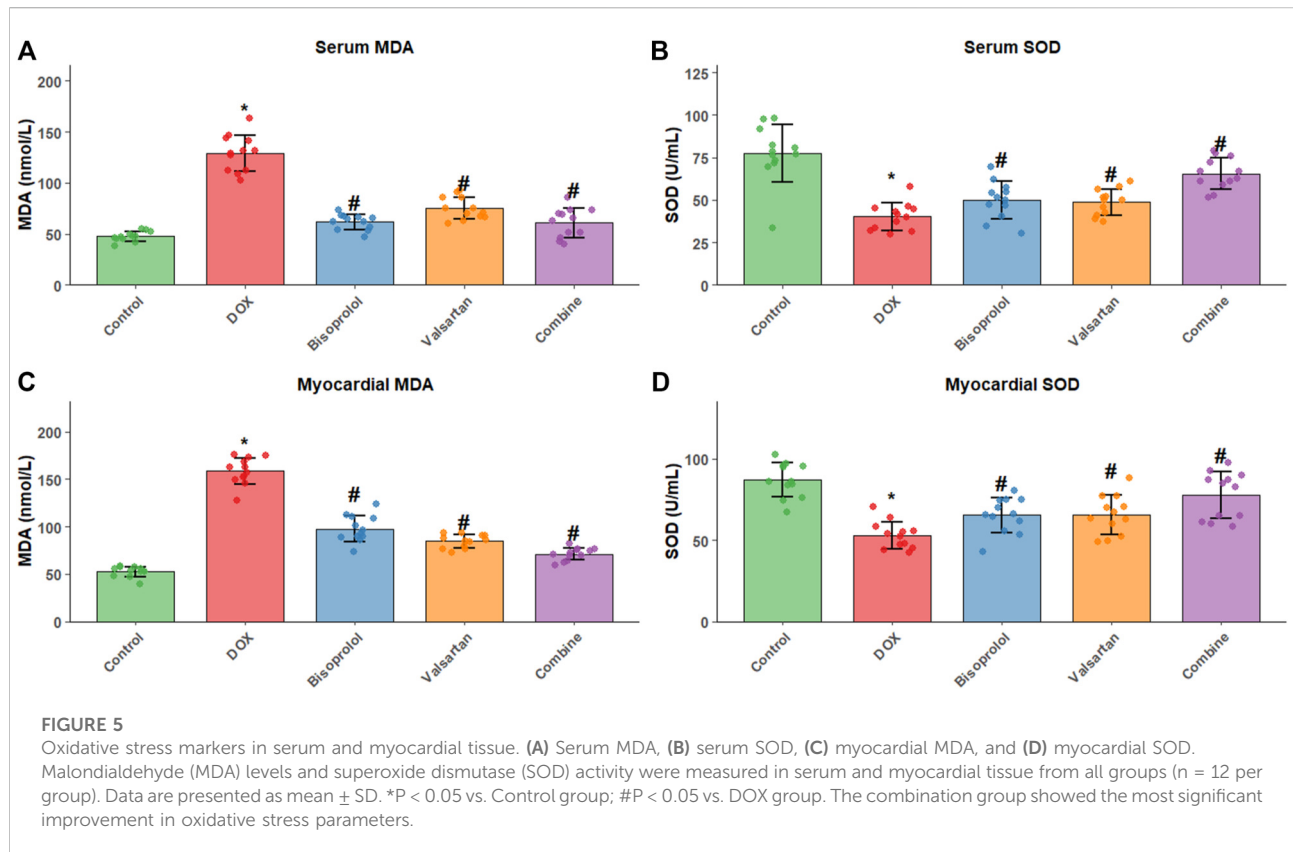 A
Serum MDA
MDA (nmol/L)
200
150
100
50
0
*
#
#
#
Control
DOX
Bisoprolol
Valsartan
Combine
B
Serum SOD
SOD (U/mL)
125
100
75
50
25
0
*
#
#
#
Control
DOX
Bisoprolol
Valsartan
Combine
C
Myocardial MDA
MDA (nmol/L)
200
150
100
50
0
*
#
#
#
Control
DOX
Bisoprolol
Valsartan
Combine
D
Myocardial SOD
SOD (U/mL)
100
50
0
*
#
#
#
Control
DOX
Bisoprolol
Valsartan
Combine
FIGURE 5
Oxidative stress markers in serum and myocardial tissue. (A) Serum MDA, (B) serum SOD, (C) myocardial MDA, and (D) myocardial SOD.
Malondialdehyde (MDA) levels and superoxide dismutase (SOD) activity were measured in serum and myocardial tissue from all groups (n = 12 per
group). Data are presented as mean ± SD. *P < 0.05 vs. Control group; #P < 0.05 vs. DOX group. The combination group showed the most significant
improvement in oxidative stress parameters.